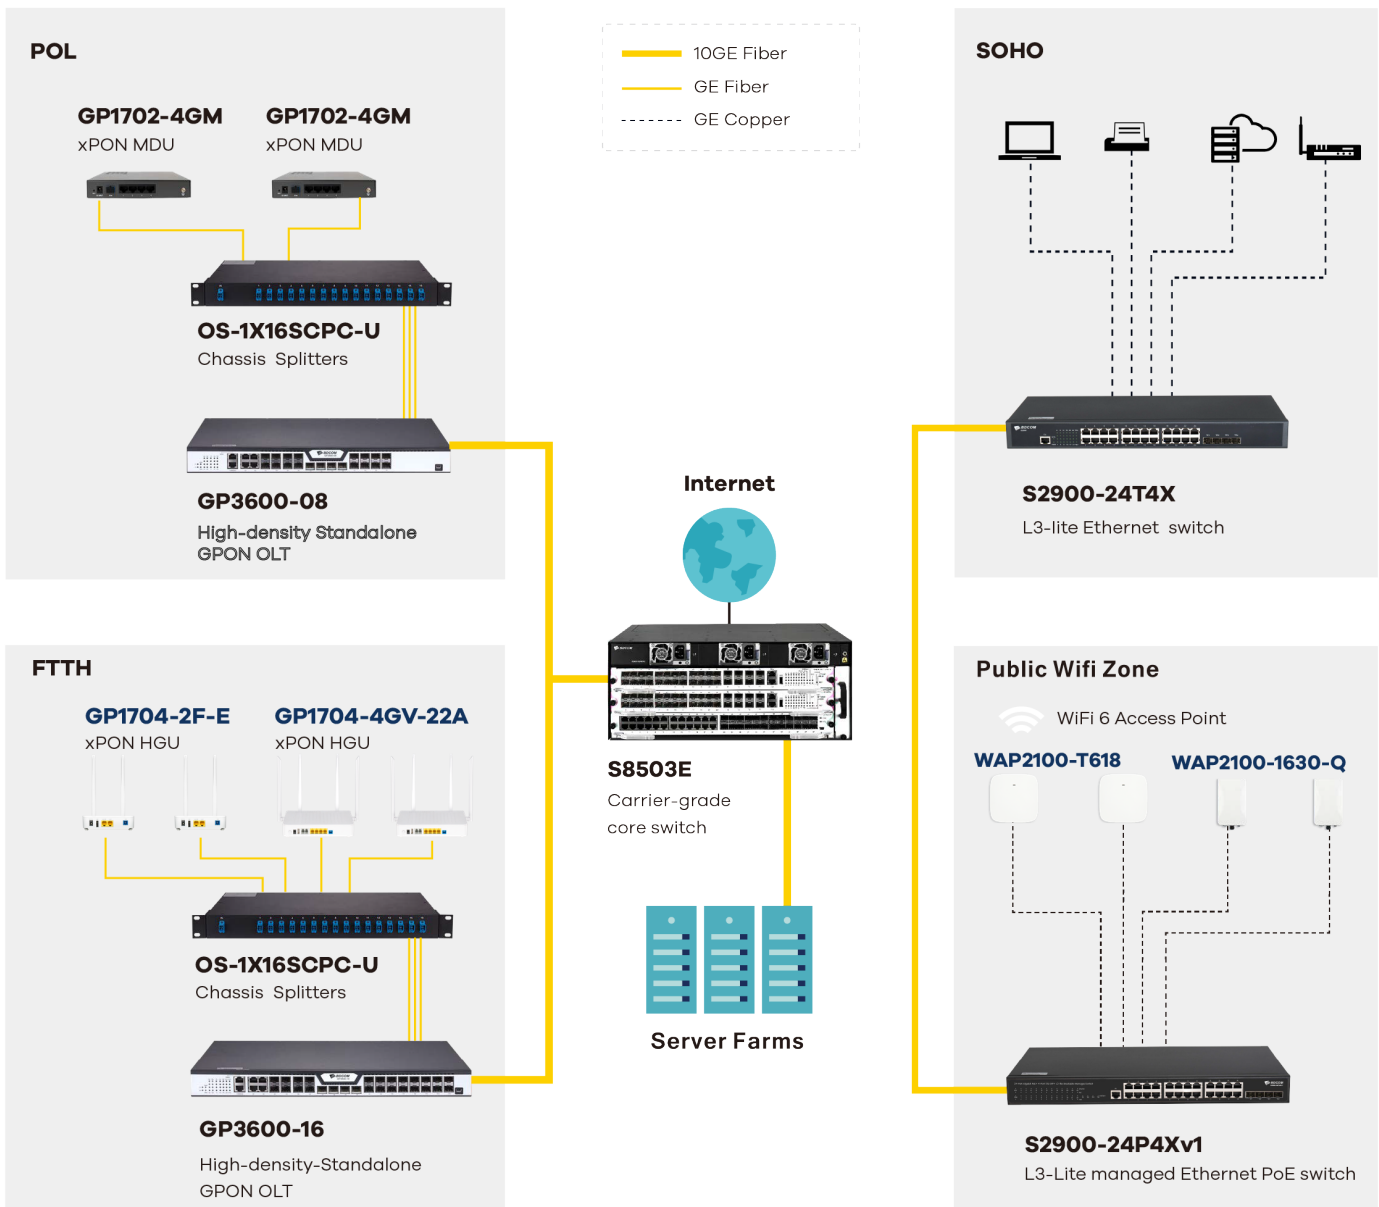 POL
GP1702-4GM
xPON MDU
GP1702-4GM
xPON MDU
OS-1X16SCPC-U
Chassis Splitters
GP3600-08
High-density Standalone
GPON OLT
10GE Fiber
GE Fiber
GE Copper
SOHO
S2900-24T4X
L3-lite Ethernet switch
Internet
S8503E
Carrier-grade
core switch
Server Farms
FTTH
GP1704-2F-E
xPON HGU
GP1704-4GV-22A
xPON HGU
OS-1X16SCPC-U
Chassis Splitters
GP3600-16
High-density-Standalone
GPON OLT
Public Wifi Zone
WiFi 6 Access Point
WAP2100-T618
WAP2100-1630-Q
S2900-24P4Xv1
L3-Lite managed Ethernet PoE switch